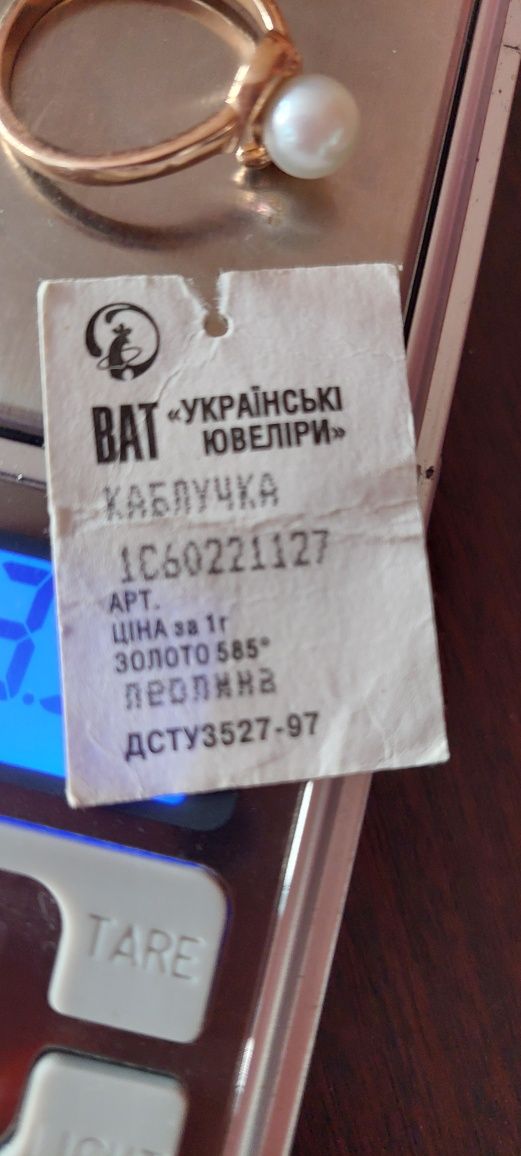 ВАТ «УКРАЇНСЬКІ
ЮВЕЛІРИ»
КАБЛУЧКА
1С60221127
АРТ.
ЦІНА за 1г
ЗОЛОТО 585°
перлина
ДСТУ3527-97
TARE